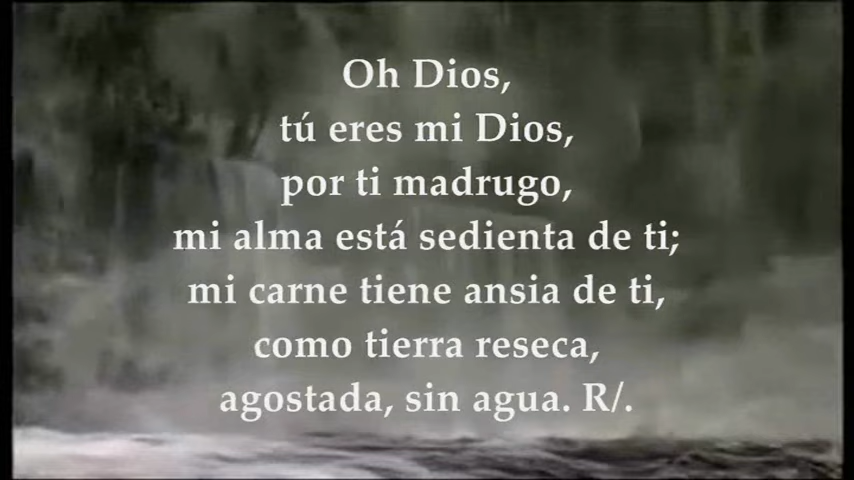 Oh Dios,
tú eres mi Dios,
por ti madrugo,
mi alma está sedienta de ti;
mi carne tiene ansia de ti,
como tierra reseca,
agostada, sin agua. R/.